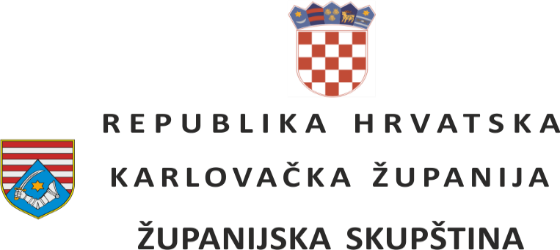 REPUBLIKA HRVATSKA
KARLOVAČKA ŽUPANIJA
ŽUPANIJSKA SKUPŠTINA